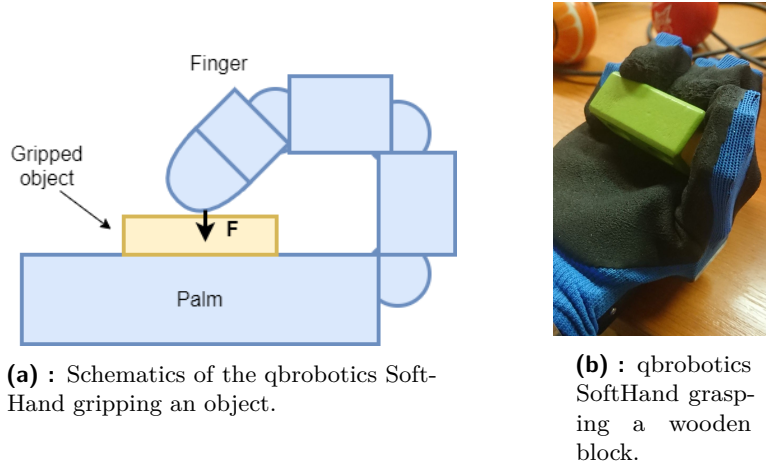 Finger
Gripped
object
F
Palm
(a) : Schematics of the qbrobotics Soft-
Hand gripping an object.
(b) : qbrobotics
SoftHand grasp-
ing a wooden
block.